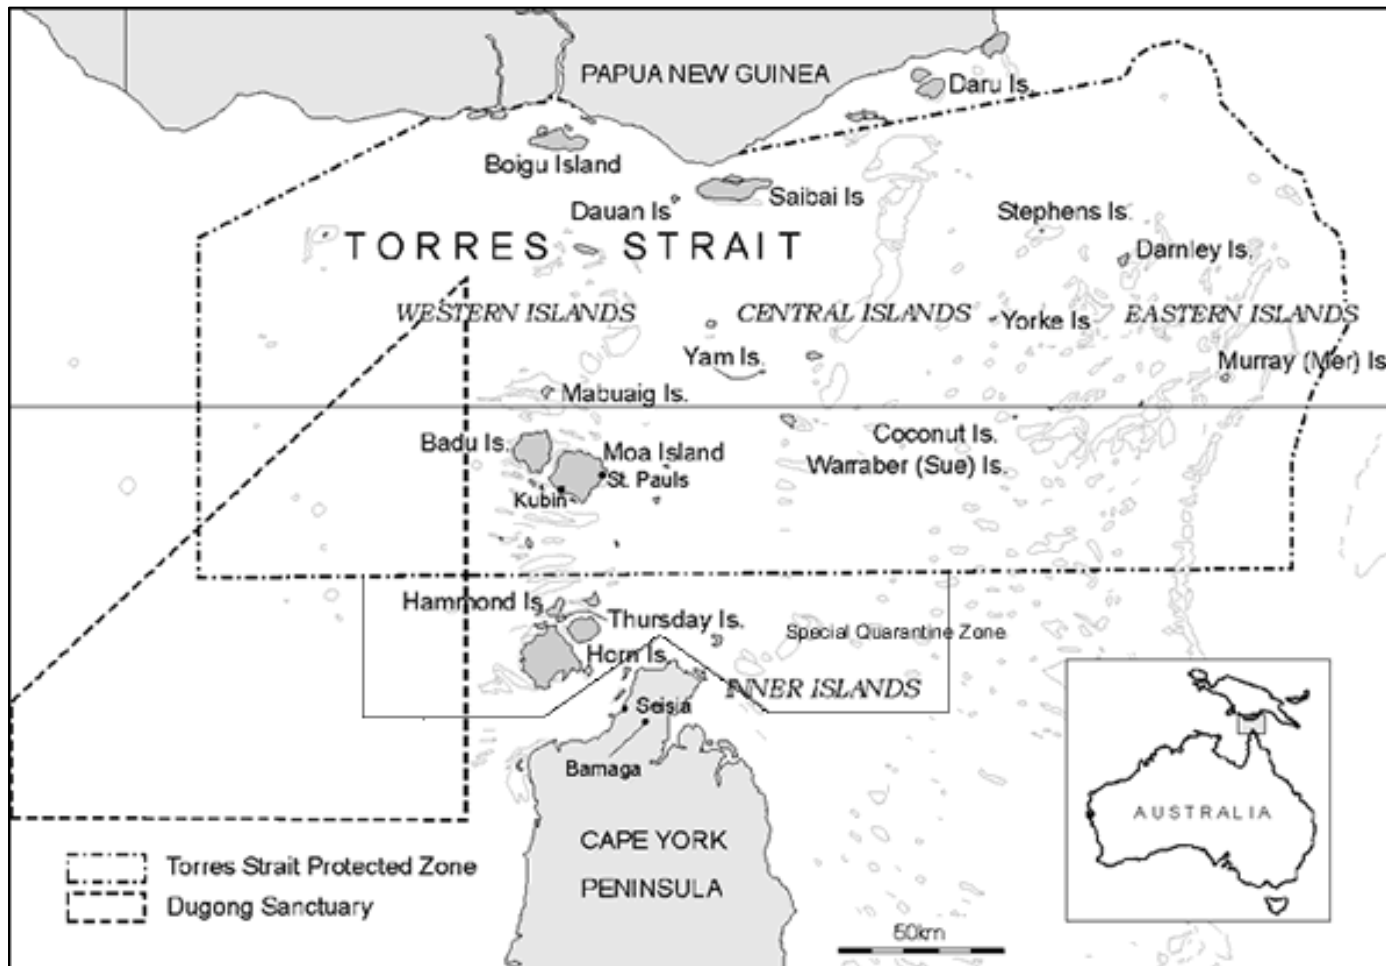 PAPUA NEW GUINEA
Daru Is.
Boigu Island
Saibai Is
Dauan Is
Stephens Is.
TORRES STRAIT
Darnley Is.
WESTERN ISLANDS
CENTRAL ISLANDS
Yorke Is.
EASTERN ISLANDS
Yam Is.
Murray (Mer) Is
Mabuaig Is.
Badu Is.
Moa Island
Coconut Is.
Warraber (Sue) Is.
St. Pauls
Kubin
Hammond Is.
Thursday Is.
Special Quarantine Zone
Horn Is.
INNER ISLANDS
Seisia
Bamaga
AUSTRALIA
CAPE YORK
PENINSULA
Torres Strait Protected Zone
Dugong Sanctuary
50km